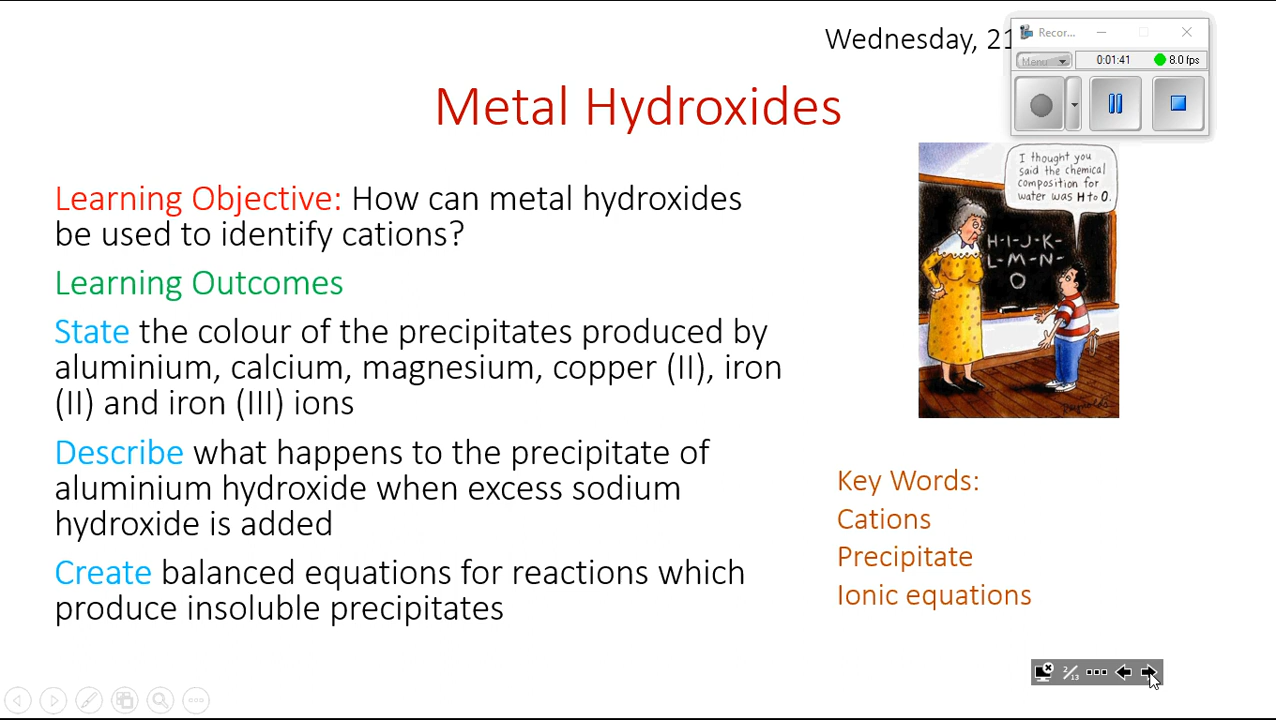 Wednesday, 21
Recor...
Menu
0:01:41
8.0 fps
Metal Hydroxides
Learning Objective: How can metal hydroxides
be used to identify cations?
Learning Outcomes
State the colour of the precipitates produced by
aluminium, calcium, magnesium, copper (II), iron
(II) and iron (III) ions
Describe what happens to the precipitate of
aluminium hydroxide when excess sodium
hydroxide is added
Create balanced equations for reactions which
produce insoluble precipitates
I thought you
said the chemical
composition for
water was H to O.
H-I-J-K-
L-M-N-
O
Key Words:
Cations
Precipitate
Ionic equations
2/13